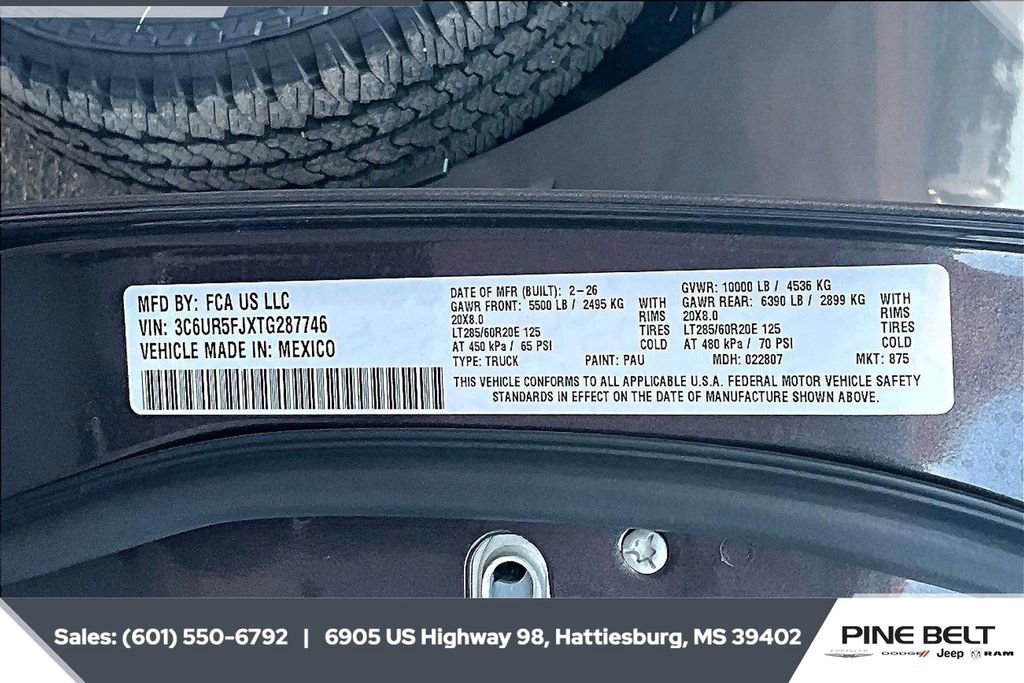 MFD BY: FCA US LLC
VIN: 3C6UR5FJXTG287746
VEHICLE MADE IN: MEXICO
DATE OF MFR (BUILT): 2-26
GAWR FRONT: 5500 LB / 2495 KG WITH
20X8.0 RIMS
LT285/60R20E 125 TIRES
AT 450 kPa / 65 PSI COLD
GVWR: 10000 LB / 4536 KG
GAWR REAR: 6390 LB / 2899 KG WITH
20X8.0 RIMS
LT285/60R20E 125 TIRES
AT 480 kPa / 70 PSI COLD
TYPE: TRUCK PAINT: PAU MDH: 022807 MKT: 875
THIS VEHICLE CONFORMS TO ALL APPLICABLE U.S.A. FEDERAL MOTOR VEHICLE SAFETY
STANDARDS IN EFFECT ON THE DATE OF MANUFACTURE SHOWN ABOVE.
Sales: (601) 550-6792 | 6905 US Highway 98, Hattiesburg, MS 39402
PINE BELT
CHRYSLER DODGE Jeep RAM